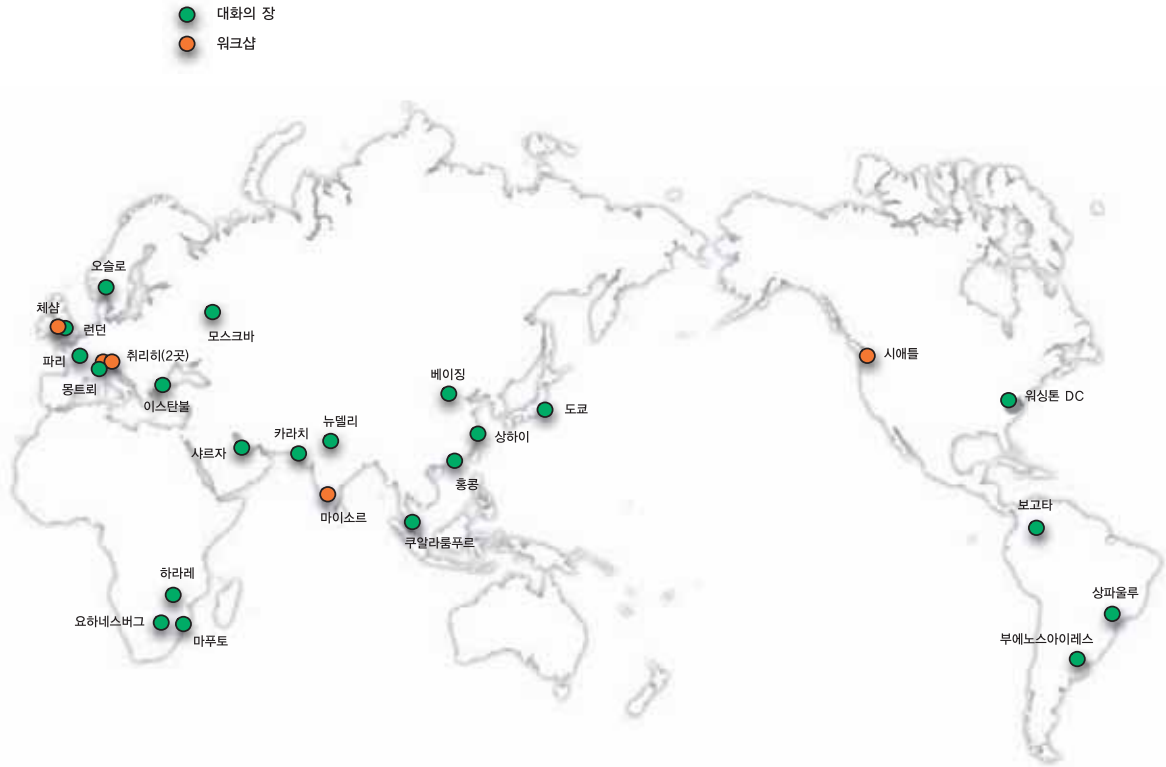 대화의 장
워크샵
오슬로
체샴
런던
모스크바
파리
취리히(2곳)
몽트뢰
이스탄불
시애틀
워싱톤 DC
베이징
도쿄
뉴델리
카라치
상하이
샤르자
홍콩
마이소르
쿠알라룸푸르
보고타
하라레
상파울루
요하네스버그
마푸토
부에노스아이레스